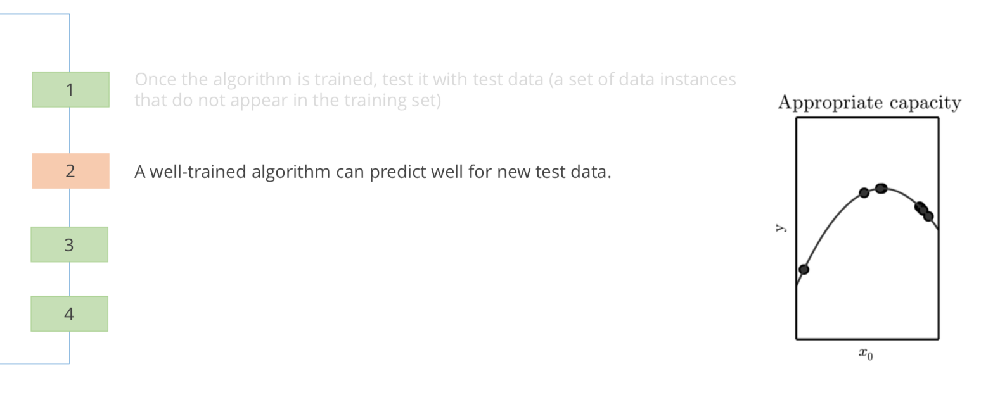 1
Once the algorithm is trained, test it with test data (a set of data instances
that do not appear in the training set)
2
A well-trained algorithm can predict well for new test data.
3
4
Appropriate capacity
y
x₀